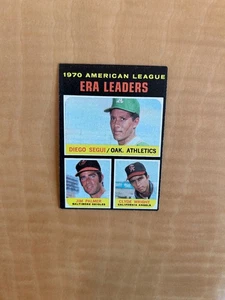 1970 AMERICAN LEAGUE
ERA LEADERS
DIEGO SEGUI/OAK. ATHLETICS
JIM PALMER
BALTIMORE ORIOLES
CLYDE WRIGHT
CALIFORNIA ANGELS